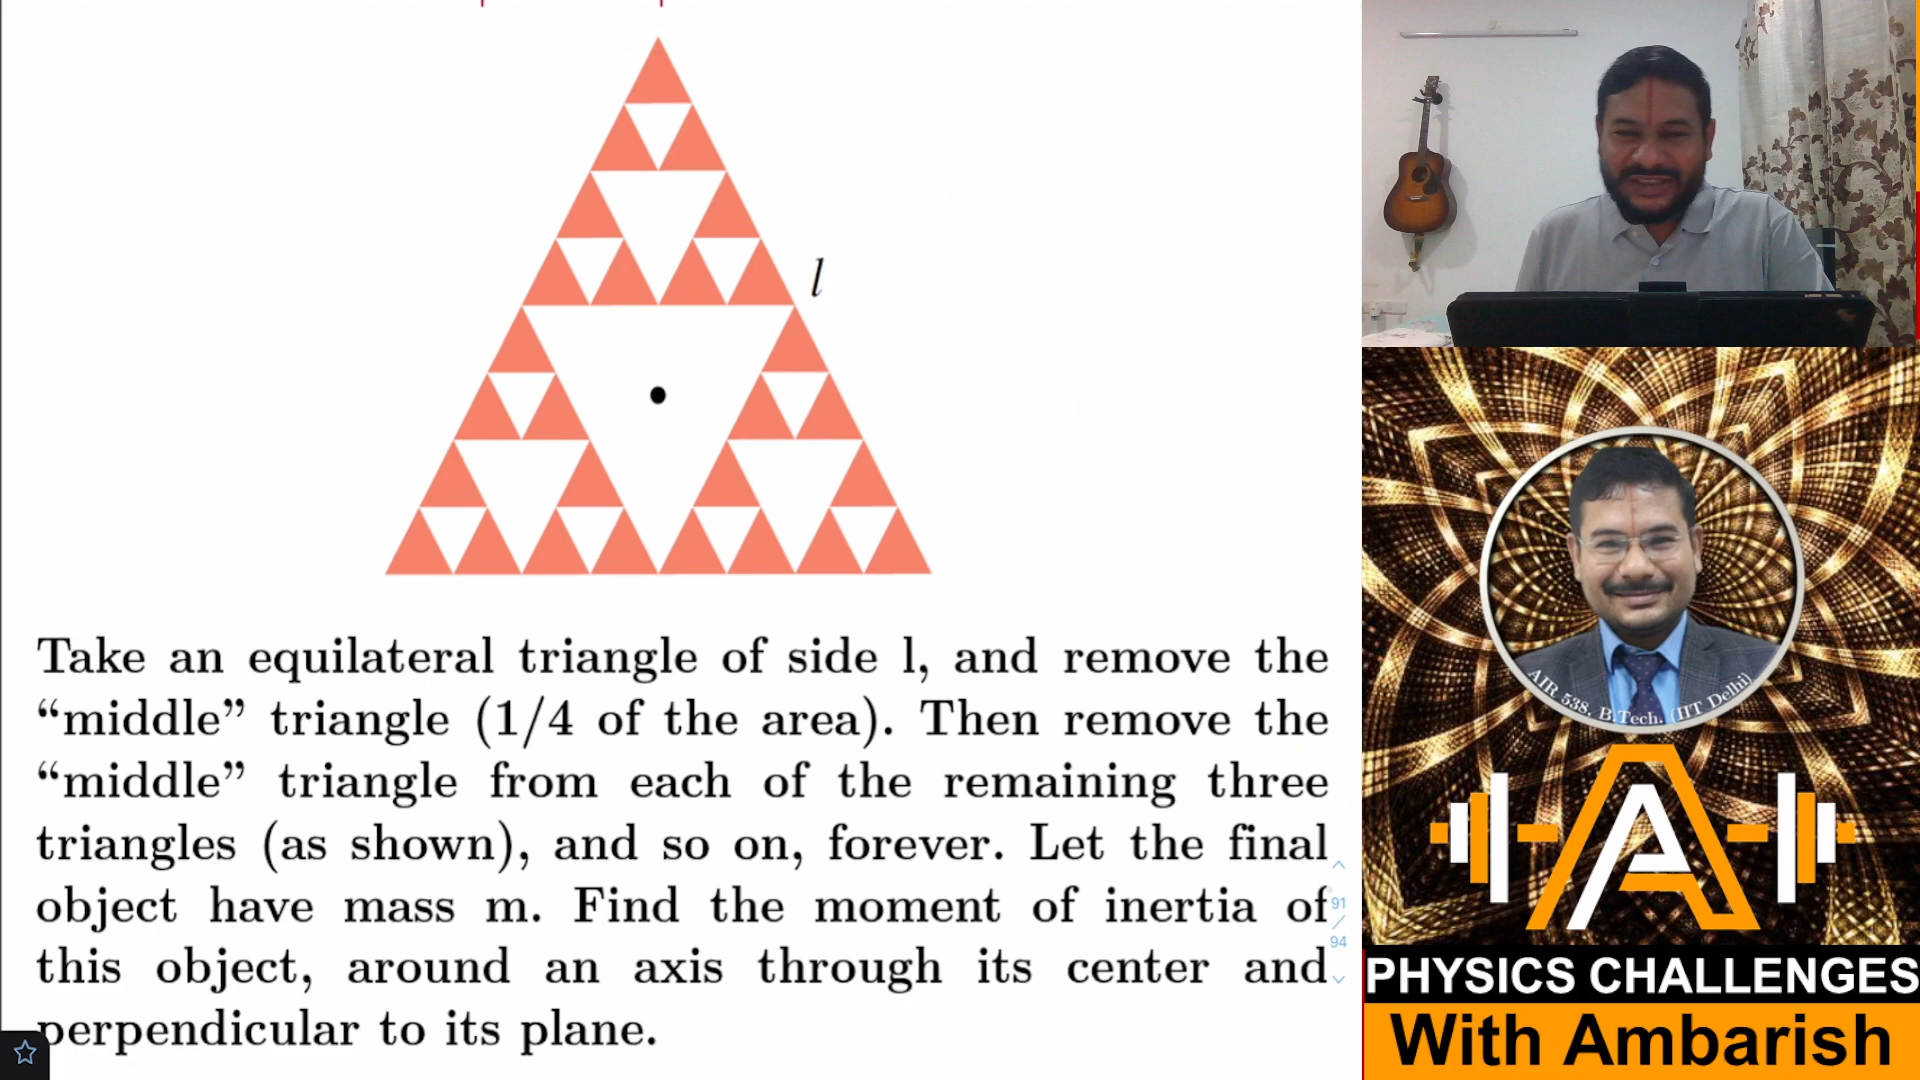 l
Take an equilateral triangle of side l, and remove the
“middle” triangle (1/4 of the area). Then remove the
“middle” triangle from each of the remaining three
triangles (as shown), and so on, forever. Let the final
object have mass m. Find the moment of inertia of
this object, around an axis through its center and
perpendicular to its plane.
91
/
94
AIR 538, B.Tech. (IIT Delhi)
A
PHYSICS CHALLENGES
With Ambarish